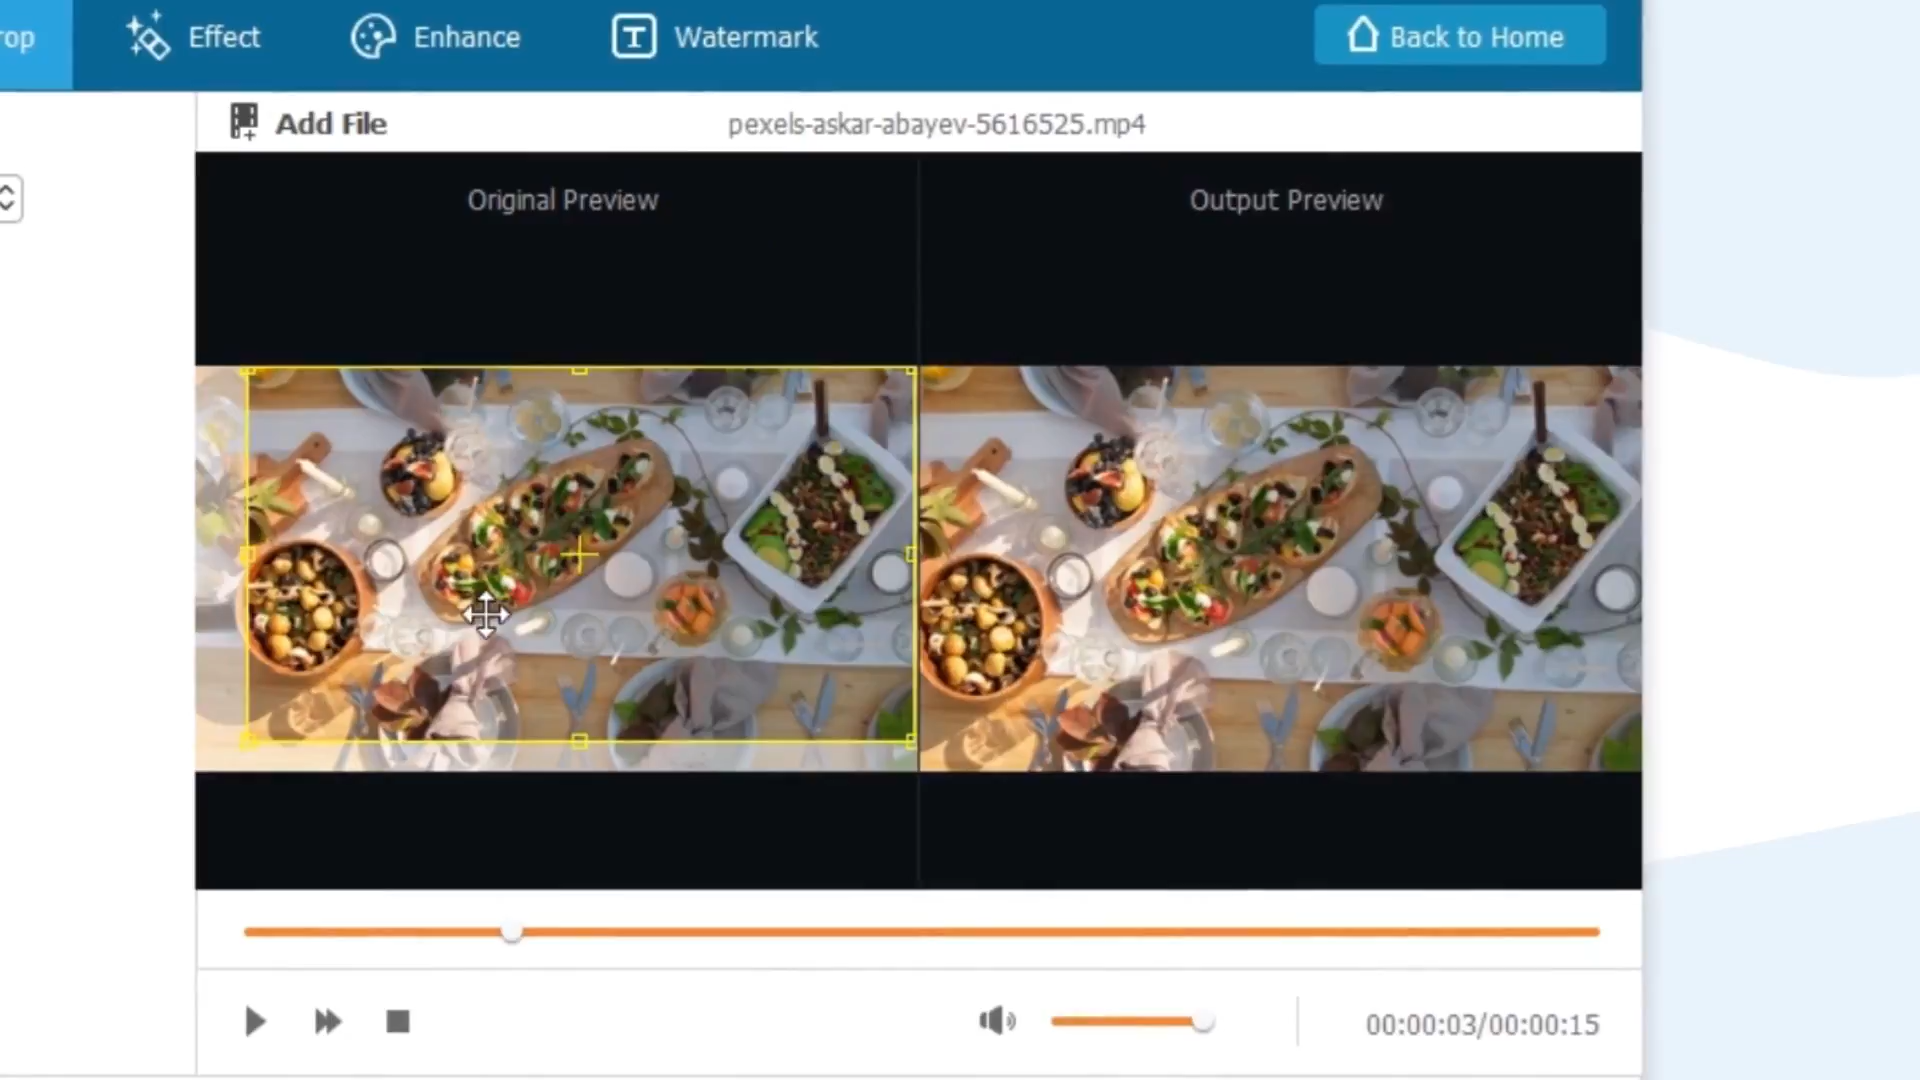 rop
Effect
Enhance
Watermark
Back to Home
Add File
pexels-askar-abayev-5616525.mp4
Original Preview
Output Preview
00:00:03/00:00:15